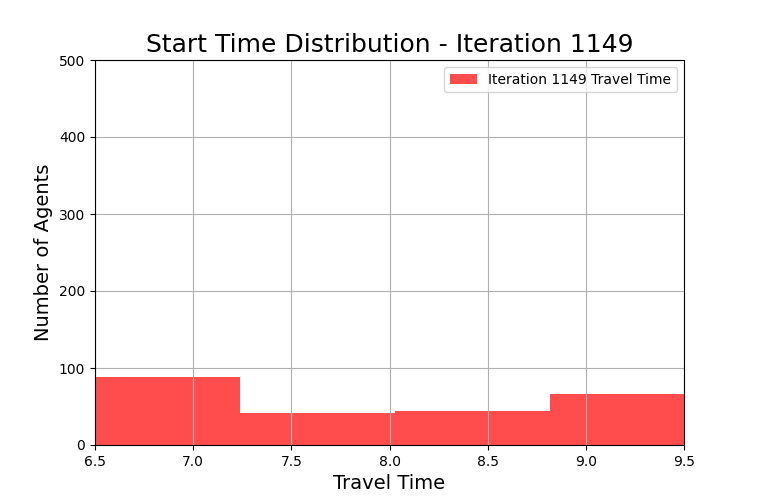 Start Time Distribution - Iteration 1149
Iteration 1149 Travel Time
Number of Agents
500
400
300
200
100
0
6.5 7.0 7.5 8.0 8.5 9.0 9.5
Travel Time